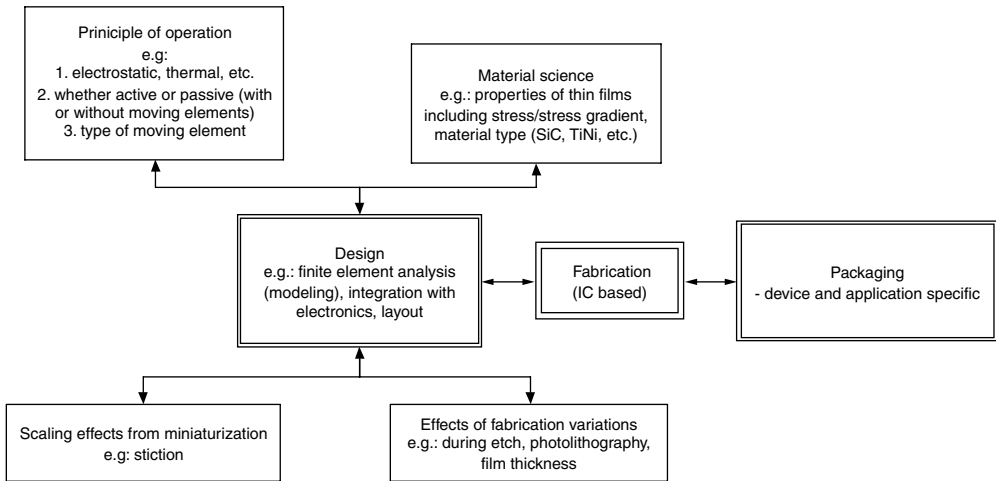 Priniciple of operation
e.g:
1. electrostatic, thermal, etc.
2. whether active or passive (with
or without moving elements)
3. type of moving element
Material science
e.g.: properties of thin films
including stress/stress gradient,
material type (SiC, TiNi, etc.)
Design
e.g.: finite element analysis
(modeling), integration with
electronics, layout
Fabrication
(IC based)
Packaging
- device and application specific
Scaling effects from miniaturization
e.g: stiction
Effects of fabrication variations
e.g.: during etch, photolithography,
film thickness